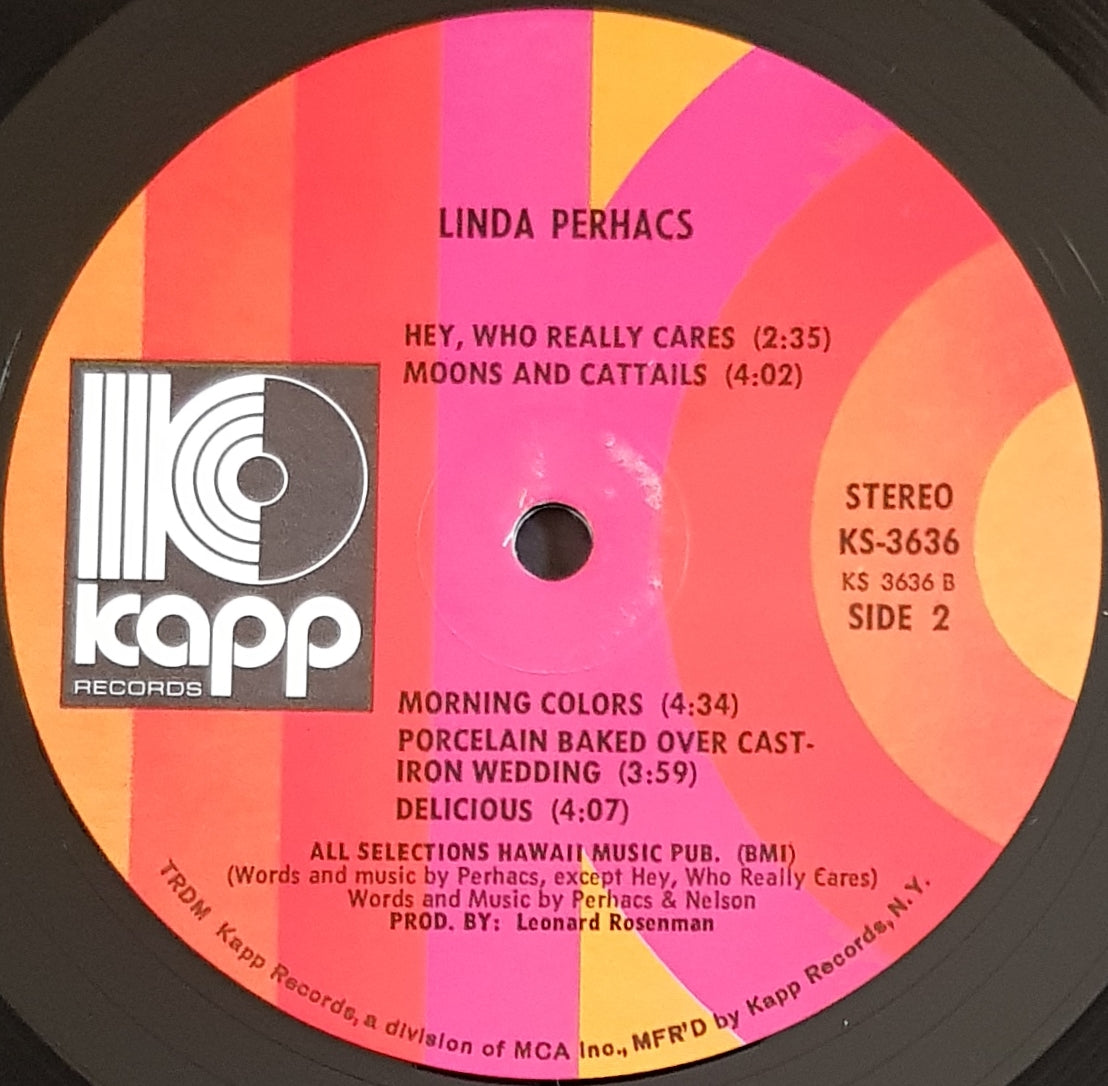 LINDA PERHACS
HEY, WHO REALLY CARES (2:35)
MOONS AND CATTAILS (4:02)
kapp
RECORDS
STEREO
KS-3636
KS 3636 B
SIDE 2
MORNING COLORS (4:34)
PORCELAIN BAKED OVER CAST-
IRON WEDDING (3:59)
DELICIOUS (4:07)
ALL SELECTIONS HAWAII MUSIC PUB. (BMI)
(Words and music by Perhacs, except Hey, Who Really Cares)
Words and Music by Perhacs & Nelson
PROD. BY: Leonard Rosenman
TRDM Kapp Records, a division of MCA Inc., MFR'D by Kapp Records, N.Y.